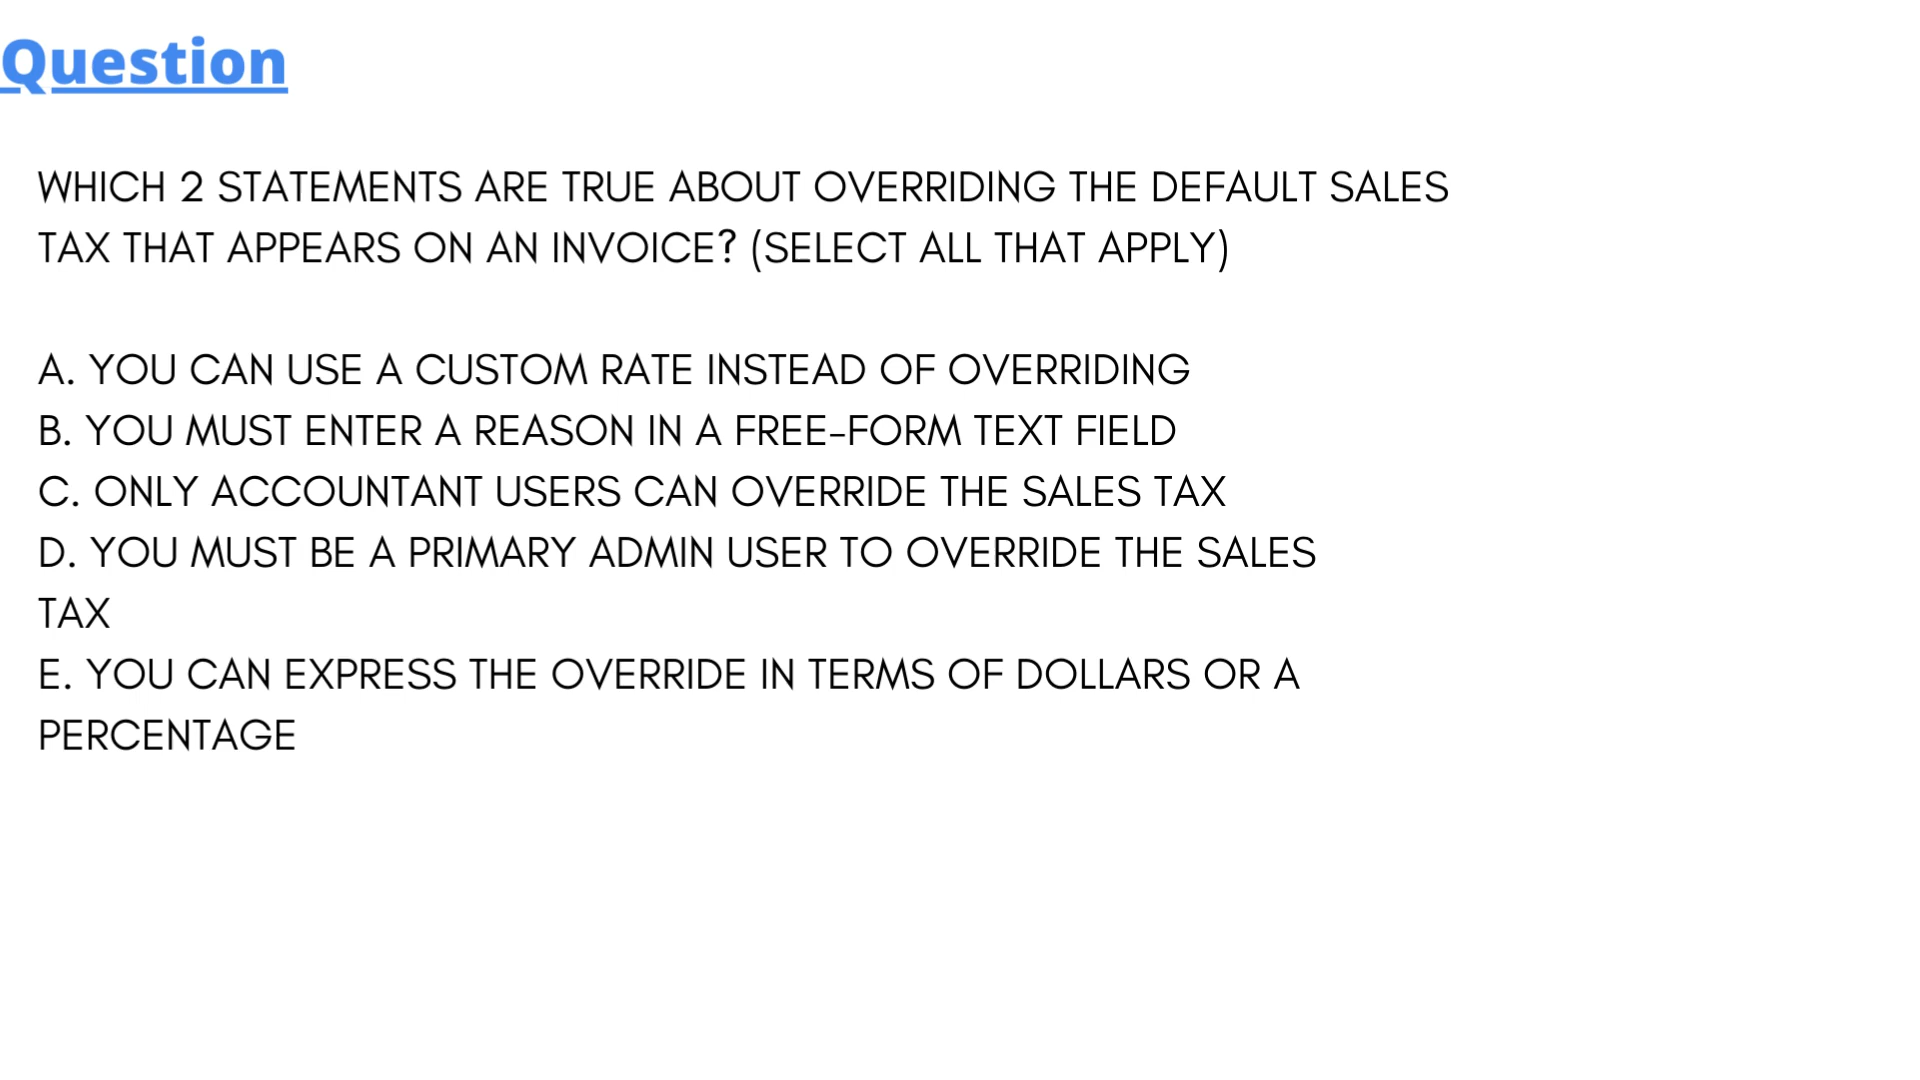 Question
WHICH 2 STATEMENTS ARE TRUE ABOUT OVERRIDING THE DEFAULT SALES
TAX THAT APPEARS ON AN INVOICE? (SELECT ALL THAT APPLY)
A. YOU CAN USE A CUSTOM RATE INSTEAD OF OVERRIDING
B. YOU MUST ENTER A REASON IN A FREE-FORM TEXT FIELD
C. ONLY ACCOUNTANT USERS CAN OVERRIDE THE SALES TAX
D. YOU MUST BE A PRIMARY ADMIN USER TO OVERRIDE THE SALES
TAX
E. YOU CAN EXPRESS THE OVERRIDE IN TERMS OF DOLLARS OR A
PERCENTAGE